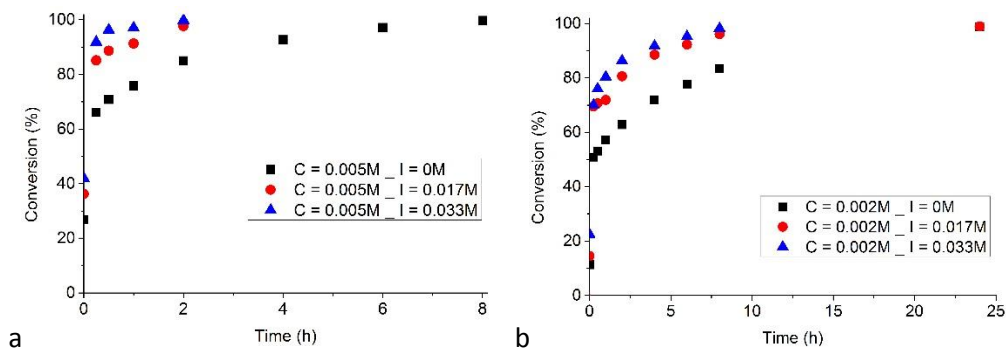 100
80
60
40
20
0
Conversion (%)
C = 0.005M _ I = 0M
C = 0.005M _ I = 0.017M
C = 0.005M _ I = 0.033M
0 2 4 6 8
Time (h)
a
100
80
60
40
20
0
Conversion (%)
C = 0.002M _ I = 0M
C = 0.002M _ I = 0.017M
C = 0.002M _ I = 0.033M
0 5 10 15 20 25
Time (h)
b